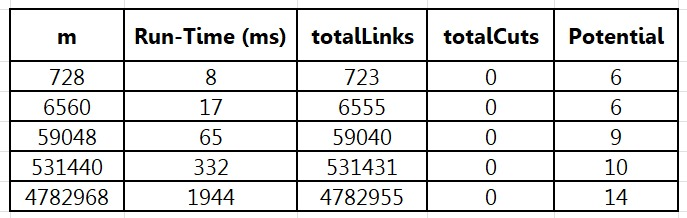 m Run-Time (ms) totalLinks totalCuts Potential
728 8 723 0 6
6560 17 6555 0 6
59048 65 59040 0 9
531440 332 531431 0 10
4782968 1944 4782955 0 14